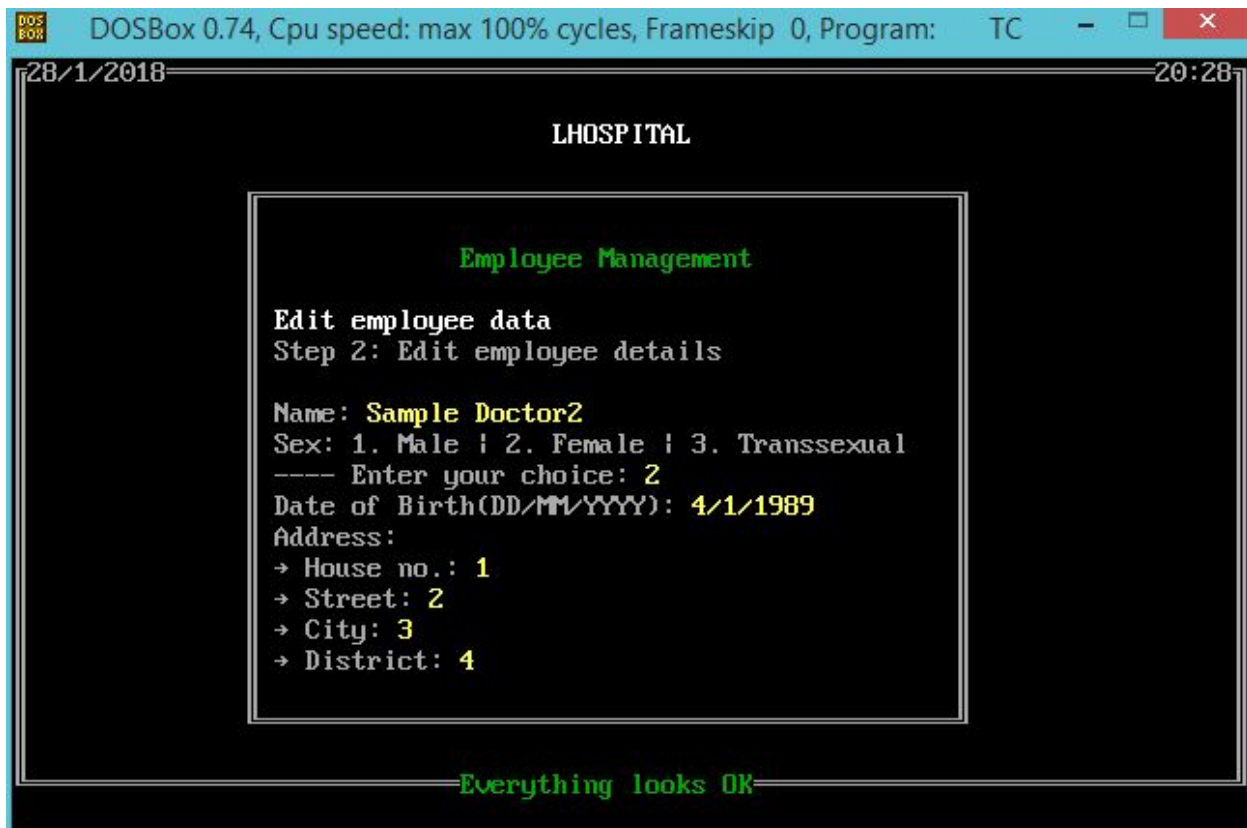 DOS BOX DOSBox 0.74, Cpu speed: max 100% cycles, Frameskip 0, Program: TC
28/1/2018 20:28
LHOSPITAL
Employee Management
Edit employee data
Step 2: Edit employee details
Name: Sample Doctor2
Sex: 1. Male ¦ 2. Female ¦ 3. Transsexual
---- Enter your choice: 2
Date of Birth(DD/MM/YYYY): 4/1/1989
Address:
→ House no.: 1
→ Street: 2
→ City: 3
→ District: 4
Everything looks OK